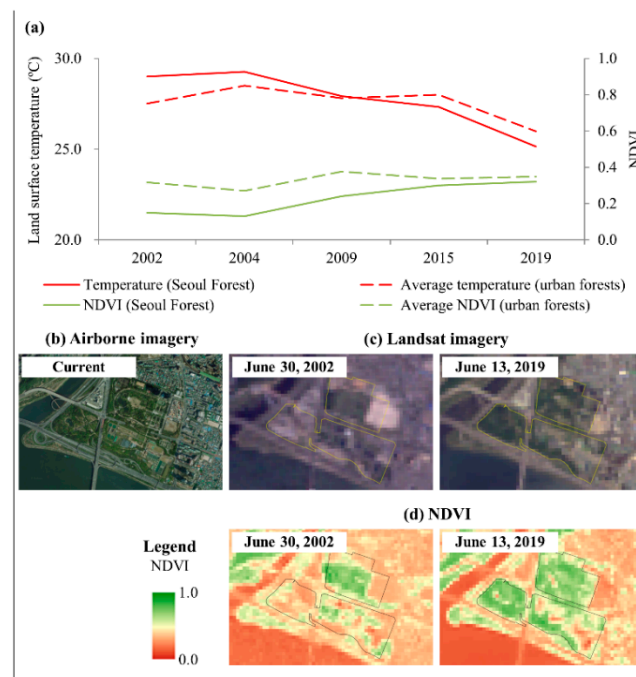 (a)
30.0
25.0
20.0
Land surface temperature (ºC)
1.0
0.8
0.6
0.4
0.2
0.0
NDVI
2002 2004 2009 2015 2019
Temperature (Seoul Forest) Average temperature (urban forests)
NDVI (Seoul Forest) Average NDVI (urban forests)
(b) Airborne imagery (c) Landsat imagery
Current June 30, 2002 June 13, 2019
(d) NDVI
June 30, 2002 June 13, 2019
Legend
NDVI
1.0
0.0